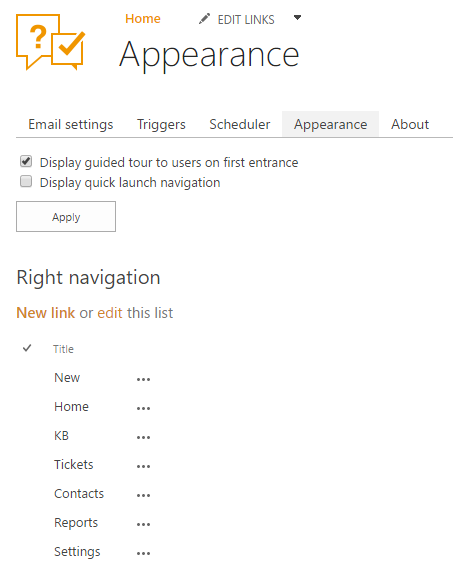 Home EDIT LINKS
Appearance
Email settings Triggers Scheduler Appearance About
Display guided tour to users on first entrance
Display quick launch navigation
Apply
Right navigation
New link or edit this list
Title
New
Home
KB
Tickets
Contacts
Reports
Settings